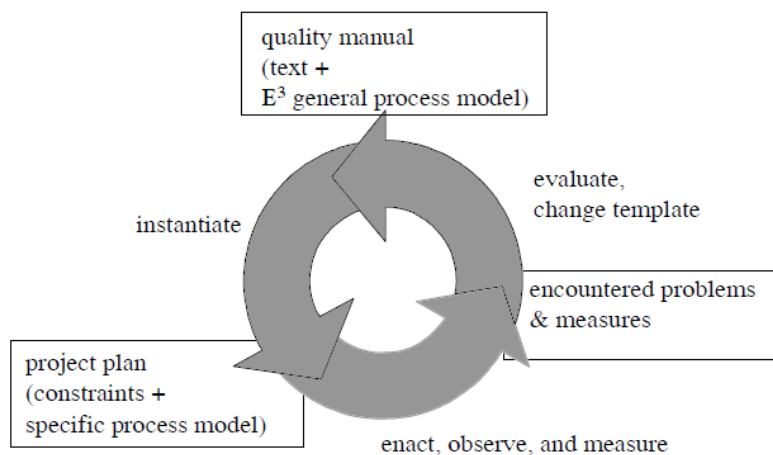 quality manual
(text +
E³ general process model)
evaluate,
change template
instantiate
encountered problems
& measures
project plan
(constraints +
specific process model)
enact, observe, and measure